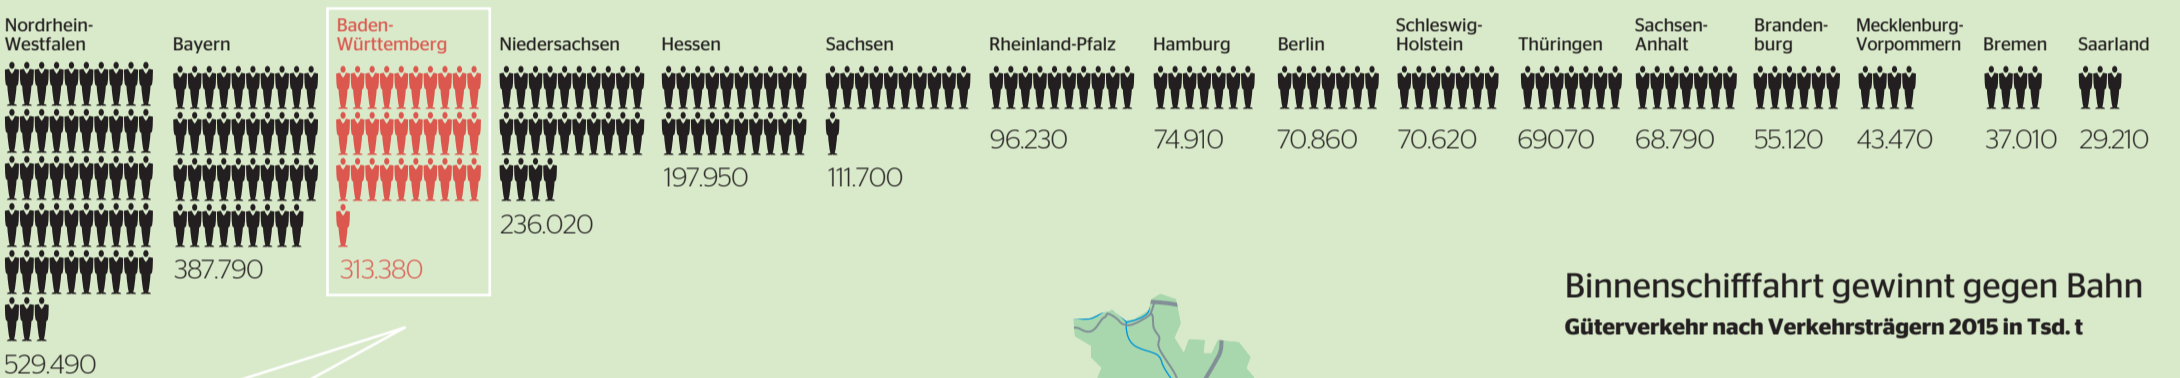 Nordrhein-
Westfalen
529.490
Bayern
387.790
Baden-
Württemberg
313.380
Niedersachsen
236.020
Hessen
197.950
Sachsen
111.700
Rheinland-Pfalz
96.230
Hamburg
74.910
Berlin
70.860
Schleswig-
Holstein
70.620
Thüringen
69070
Sachsen-
Anhalt
68.790
Branden-
burg
55.120
Mecklenburg-
Vorpommern
43.470
Bremen
37.010
Saarland
29.210
Binnenschifffahrt gewinnt gegen Bahn
Güterverkehr nach Verkehrsträgern 2015 in Tsd. t